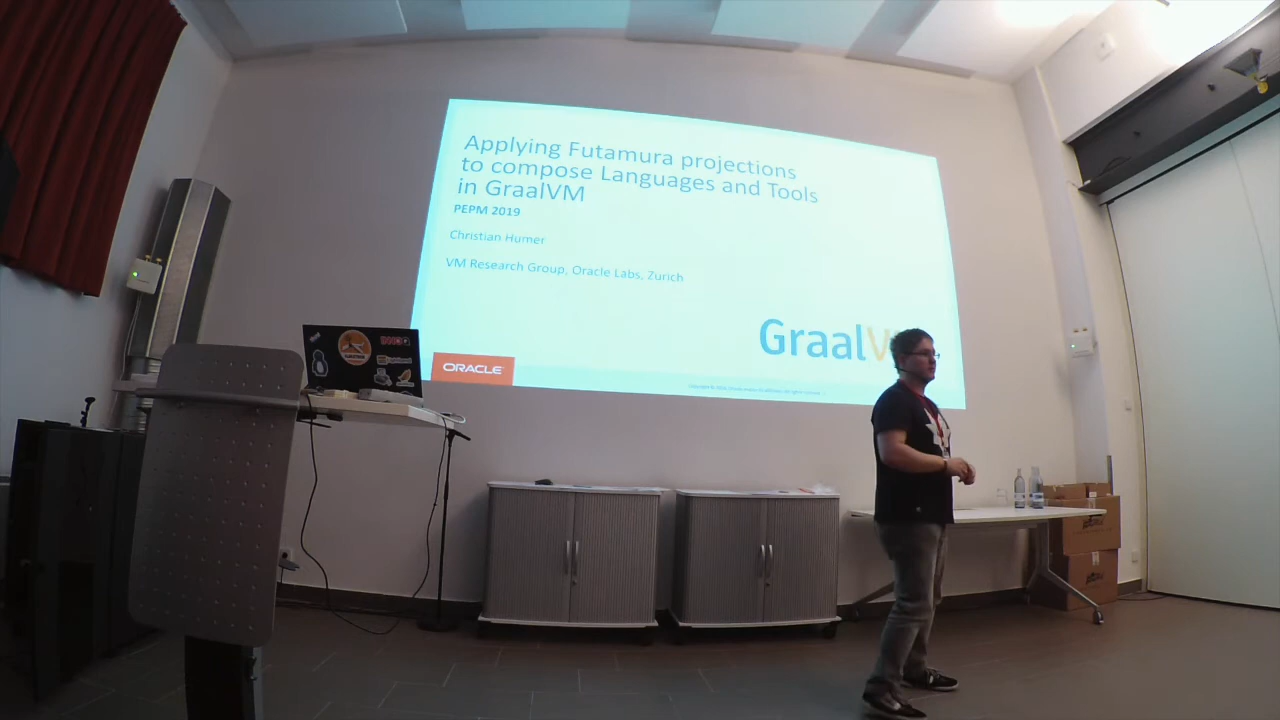 Applying Futamura projections
to compose Languages and Tools
in GraalVM
PEPM 2019
Christian Humer
VM Research Group, Oracle Labs, Zurich
GraalV
ORACLE